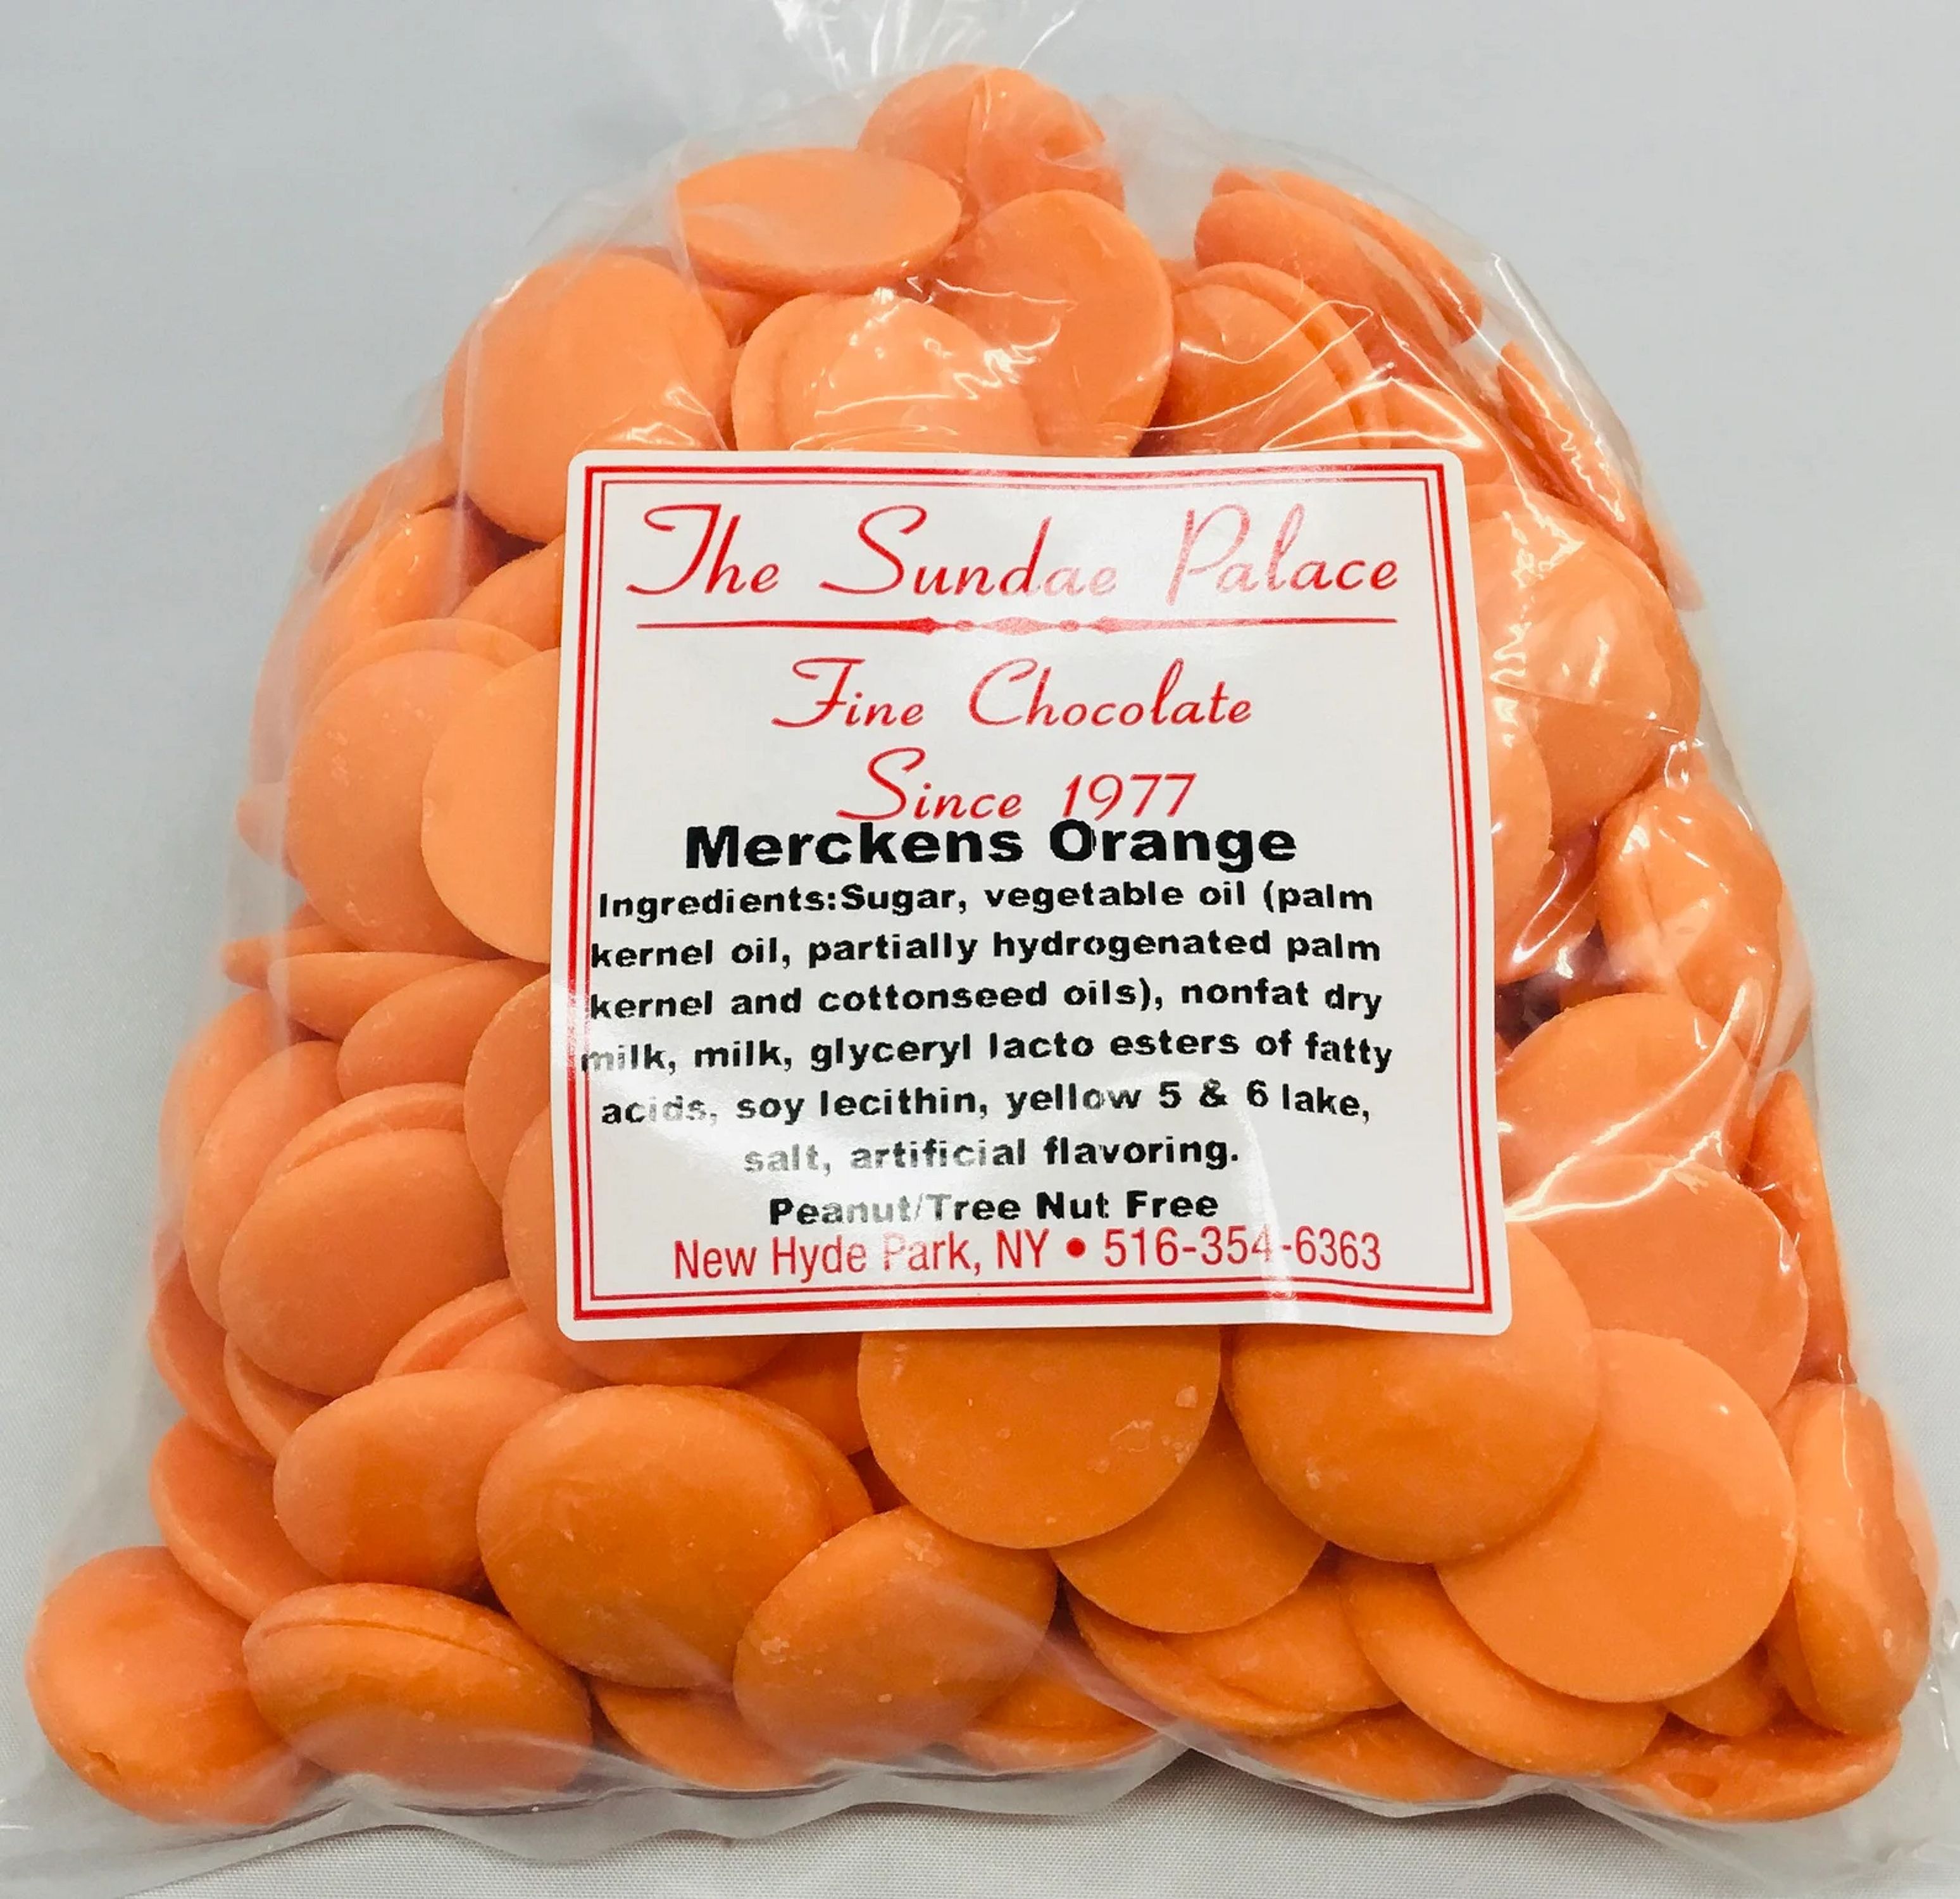 The Sundae Palace
Fine Chocolate
Since 1977
Merckens Orange
Ingredients:Sugar, vegetable oil (palm
kernel oil, partially hydrogenated palm
kernel and cottonseed oils), nonfat dry
milk, milk, glyceryl lacto esters of fatty
acids, soy lecithin, yellow 5 & 6 lake,
salt, artificial flavoring.
Peanut/Tree Nut Free
New Hyde Park, NY • 516-354-6363